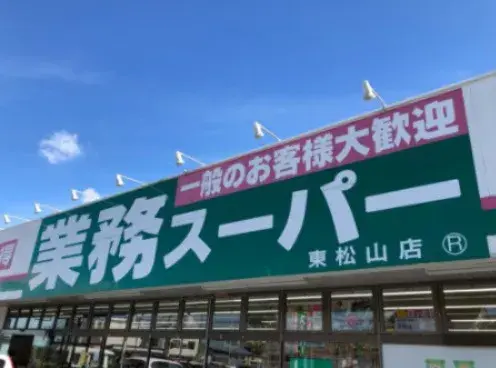 一般のお客様大歓迎
得
業務スーパー
東松山店 Ⓡ